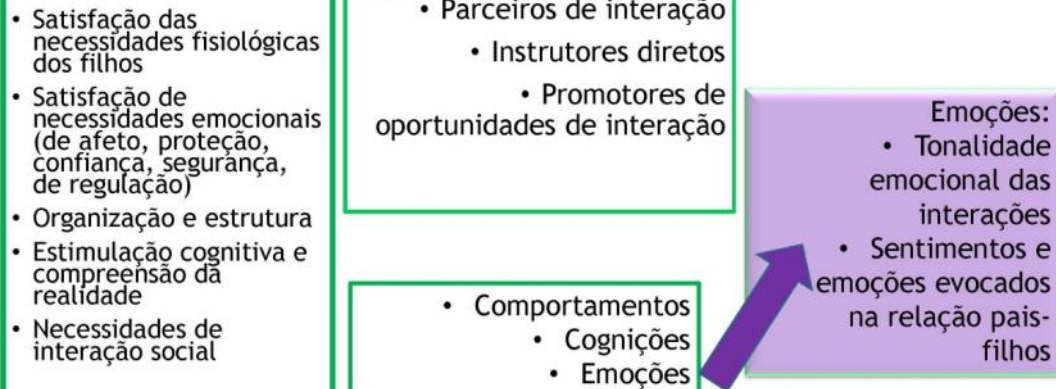 • Satisfação das
necessidades fisiológicas
dos filhos
• Satisfação de
necessidades emocionais
(de afeto, proteção,
confiança, segurança,
de regulação)
• Organização e estrutura
• Estimulação cognitiva e
compreensão da
realidade
• Necessidades de
interação social
• Parceiros de interação
• Instrutores diretos
• Promotores de
oportunidades de interação
• Comportamentos
• Cognições
• Emoções
Emoções:
• Tonalidade
emocional das
interações
• Sentimentos e
emoções evocados
na relação pais-
filhos